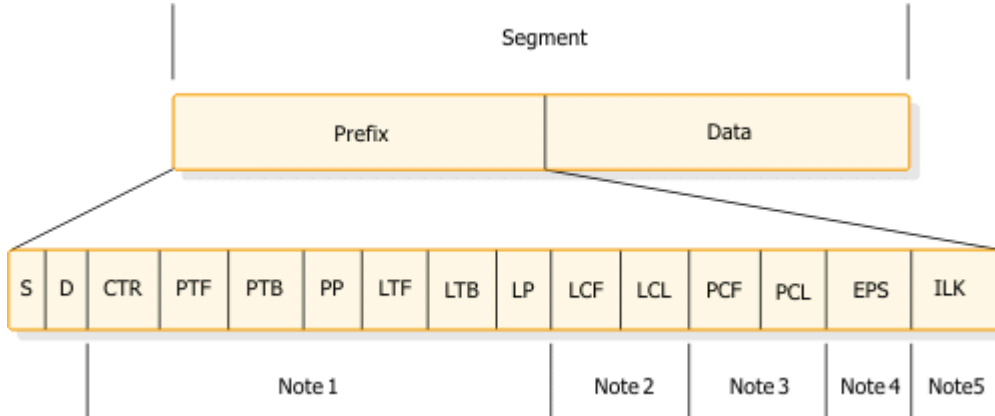 Segment
Prefix Data
S D CTR PTF PTB PP LTF LTB LP LCF LCL PCF PCL EPS ILK
Note 1 Note 2 Note 3 Note 4 Note5